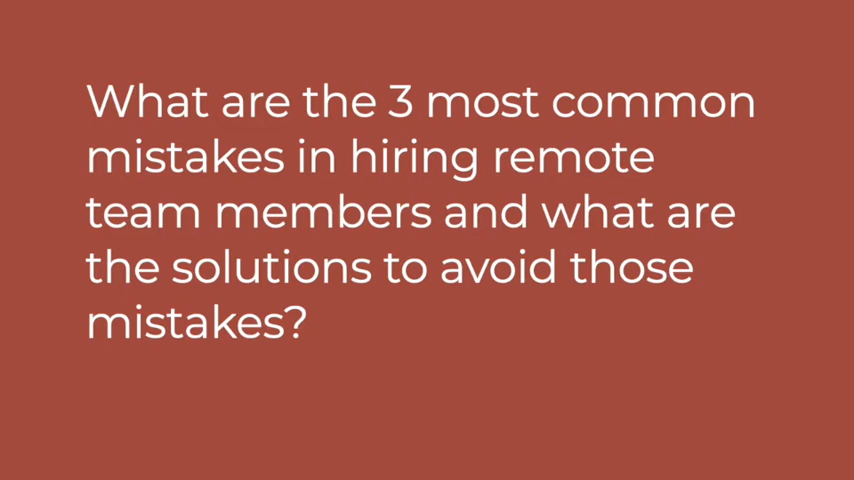 What are the 3 most common
mistakes in hiring remote
team members and what are
the solutions to avoid those
mistakes?